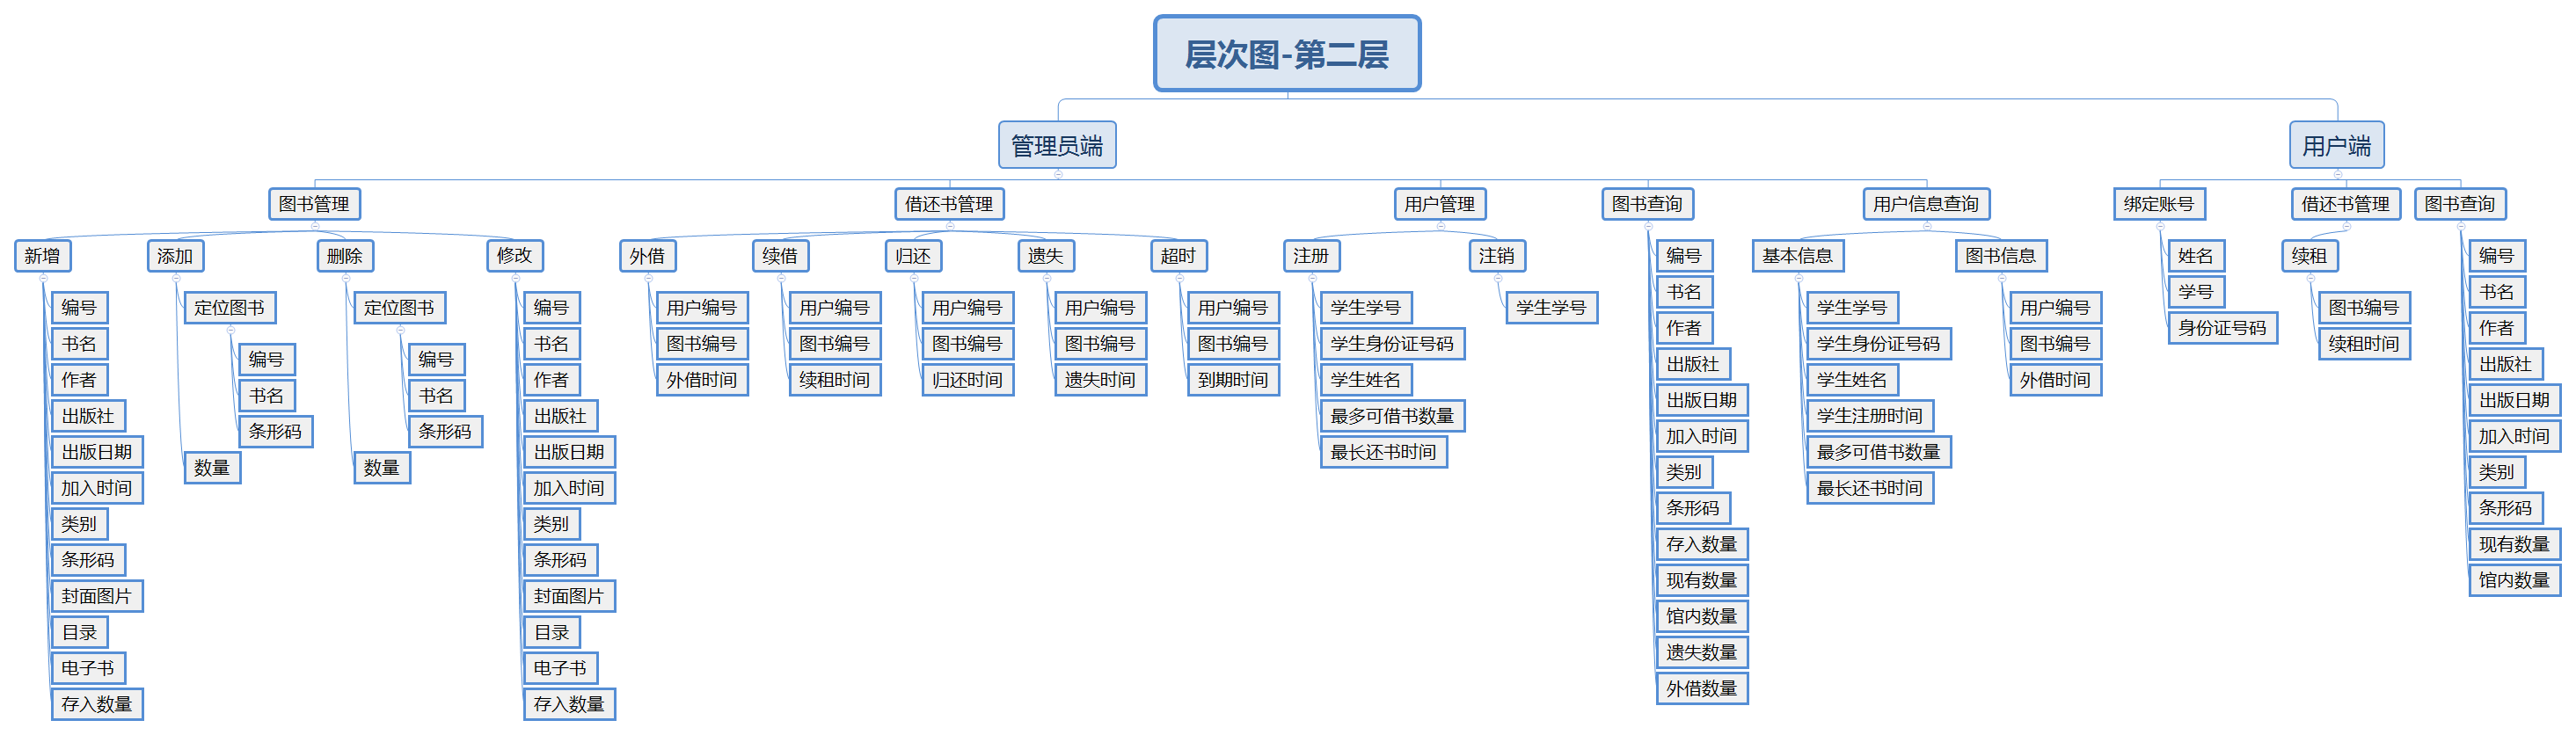 层次图-第二层
管理员端
用户端
图书管理
借还书管理
用户管理
图书查询
用户信息查询
绑定账号
借还书管理
图书查询
新增
编号
书名
作者
出版社
出版日期
加入时间
类别
条形码
封面图片
目录
电子书
存入数量
添加
定位图书
编号
书名
条形码
数量
删除
定位图书
编号
书名
条形码
数量
修改
编号
书名
作者
出版社
出版日期
加入时间
类别
条形码
封面图片
目录
电子书
存入数量
外借
用户编号
图书编号
外借时间
续借
用户编号
图书编号
续租时间
归还
用户编号
图书编号
归还时间
遗失
用户编号
图书编号
遗失时间
超时
用户编号
图书编号
到期时间
注册
学生学号
学生身份证号码
学生姓名
最多可借书数量
最长还书时间
注销
学生学号
编号
书名
作者
出版社
出版日期
加入时间
类别
条形码
存入数量
现有数量
馆内数量
遗失数量
外借数量
基本信息
学生学号
学生身份证号码
学生姓名
学生注册时间
最多可借书数量
最长还书时间
图书信息
用户编号
图书编号
外借时间
姓名
学号
身份证号码
续租
图书编号
续租时间
编号
书名
作者
出版社
出版日期
加入时间
类别
条形码
现有数量
馆内数量